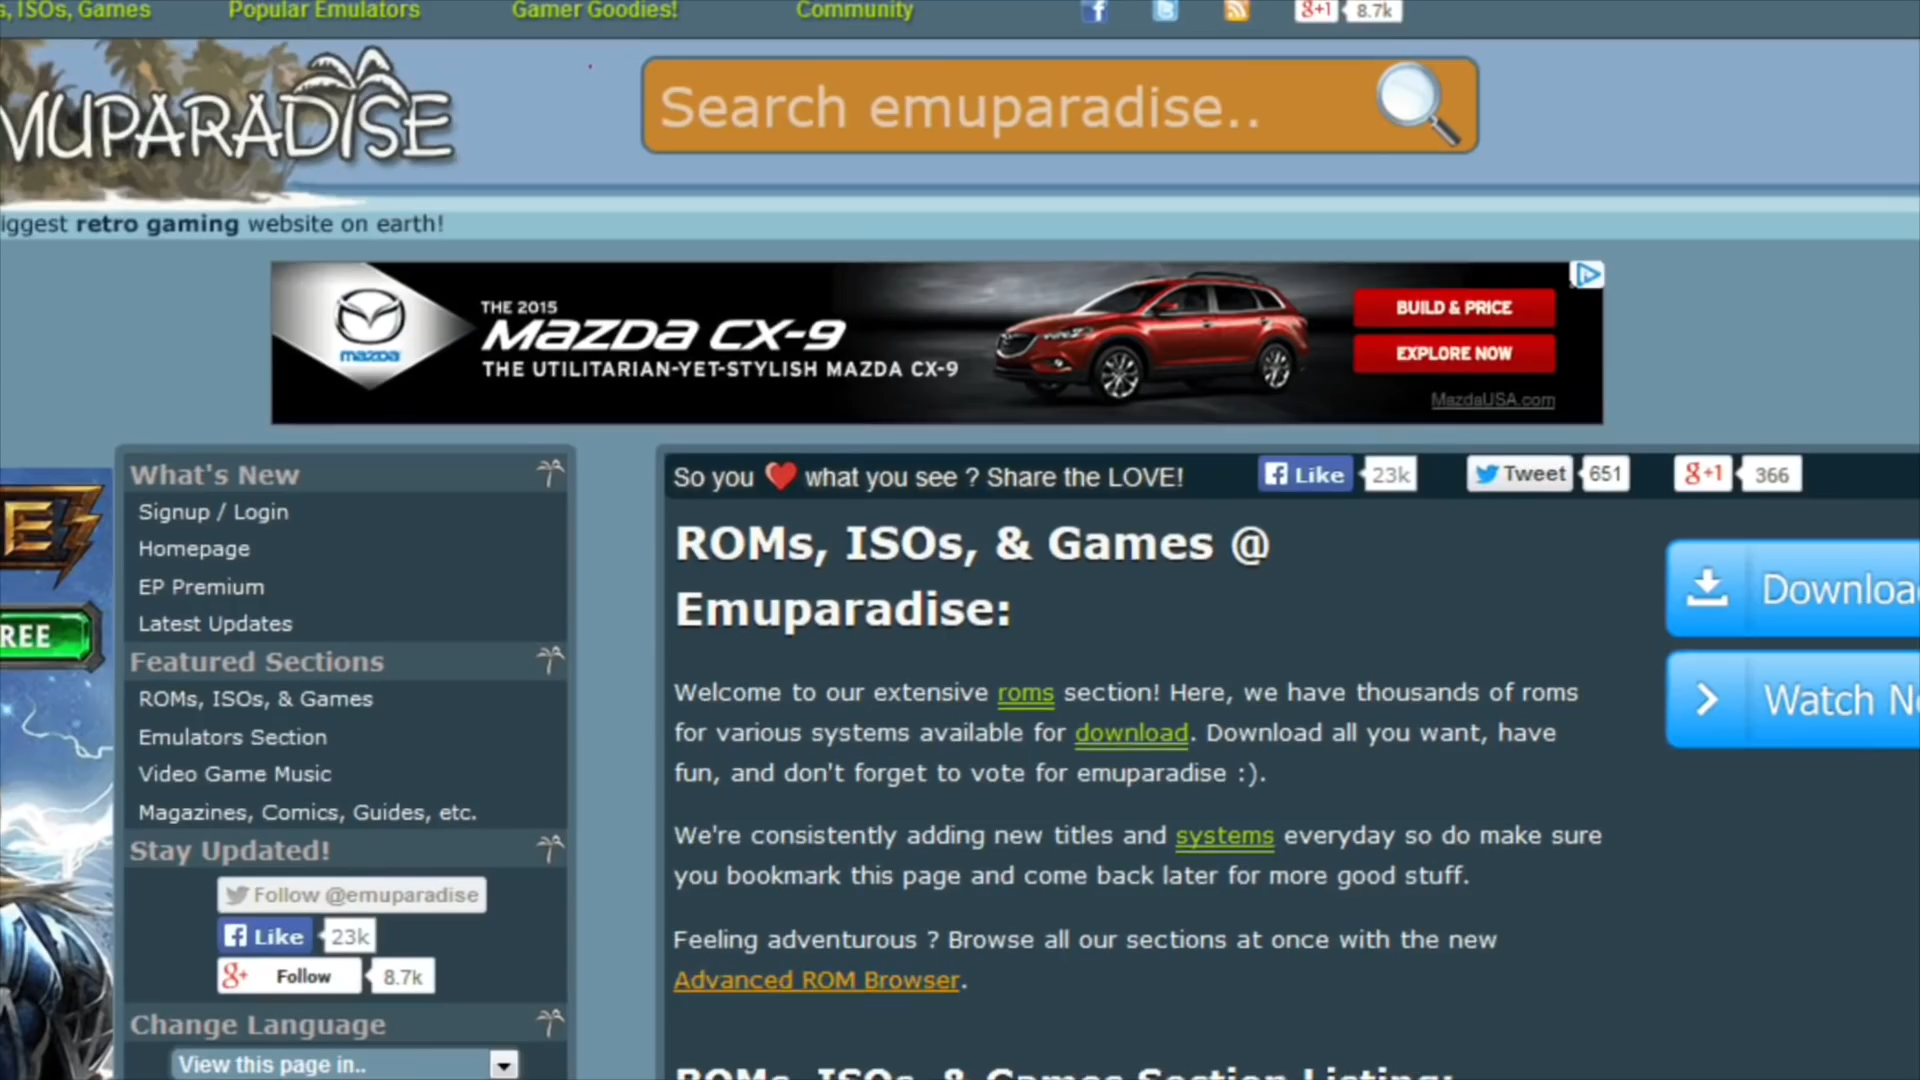 s, ISOs, Games Popular Emulators Gamer Goodies! Community g+1 8.7k
MUPARADISE
Search emuparadise..
iggest retro gaming website on earth!
THE 2015
mazda CX-9
THE UTILITARIAN-YET-STYLISH MAZDA CX-9
mazda
BUILD & PRICE
EXPLORE NOW
MazdaUSA.com
E
REE
What's New
Signup / Login
Homepage
EP Premium
Latest Updates
Featured Sections
ROMs, ISOs, & Games
Emulators Section
Video Game Music
Magazines, Comics, Guides, etc.
Stay Updated!
Follow @emuparadise
Like 23k
g+ Follow 8.7k
Change Language
View this page in..
So you ❤ what you see ? Share the LOVE! Like 23k Tweet 651 g+1 366
ROMs, ISOs, & Games @
Emuparadise:
Welcome to our extensive roms section! Here, we have thousands of roms
for various systems available for download. Download all you want, have
fun, and don't forget to vote for emuparadise :).
We're consistently adding new titles and systems everyday so do make sure
you bookmark this page and come back later for more good stuff.
Feeling adventurous ? Browse all our sections at once with the new
Advanced ROM Browser.
ROMs, ISOs, & Games Section Listing:
Downloa
Watch N